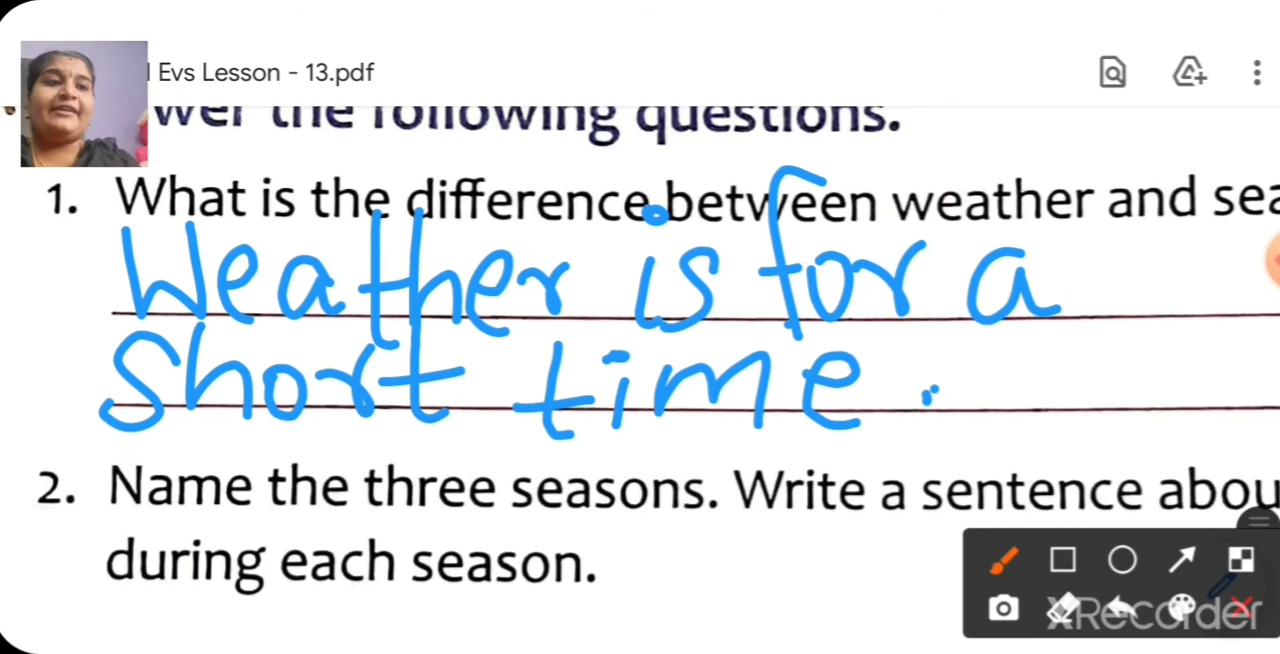 Evs Lesson - 13.pdf
wer the following questions.
1. What is the difference between weather and sea
Weather is for a
Short time.
2. Name the three seasons. Write a sentence abou
during each season.
XRecorder